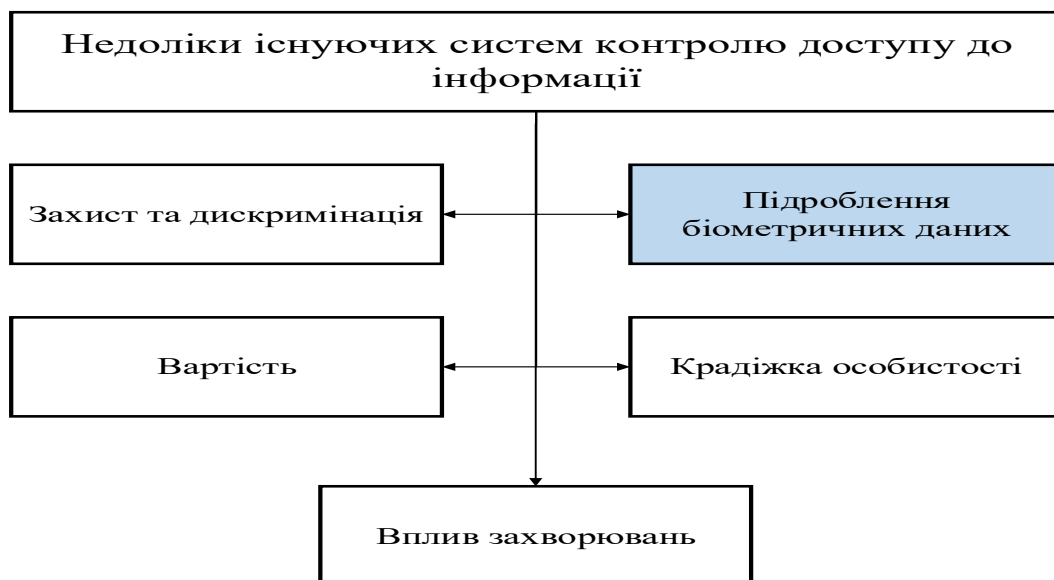 Недоліки існуючих систем контролю доступу до
інформації
Захист та дискримінація
Підроблення
біометричних даних
Вартість
Крадіжка особистості
Вплив захворювань